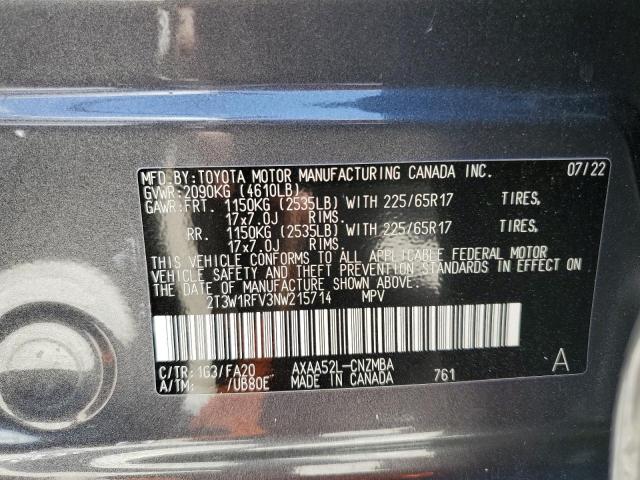 MFD.BY:TOYOTA MOTOR MANUFACTURING CANADA INC. 07/22
GVWR:2090KG (4610LB)
GAWR:FRT. 1150KG (2535LB) WITH 225/65R17 TIRES,
17x7.0J RIMS.
RR. 1150KG (2535LB) WITH 225/65R17 TIRES,
17x7.0J RIMS.
THIS VEHICLE CONFORMS TO ALL APPLICABLE FEDERAL MOTOR
VEHICLE SAFETY AND THEFT PREVENTION STANDARDS IN EFFECT ON
THE DATE OF MANUFACTURE SHOWN ABOVE.
2T3W1RFV3NW215714 MPV
C/TR: 1G3/FA20 AXAA52L-CNZMBA A
A/TM: /UB80E MADE IN CANADA 761